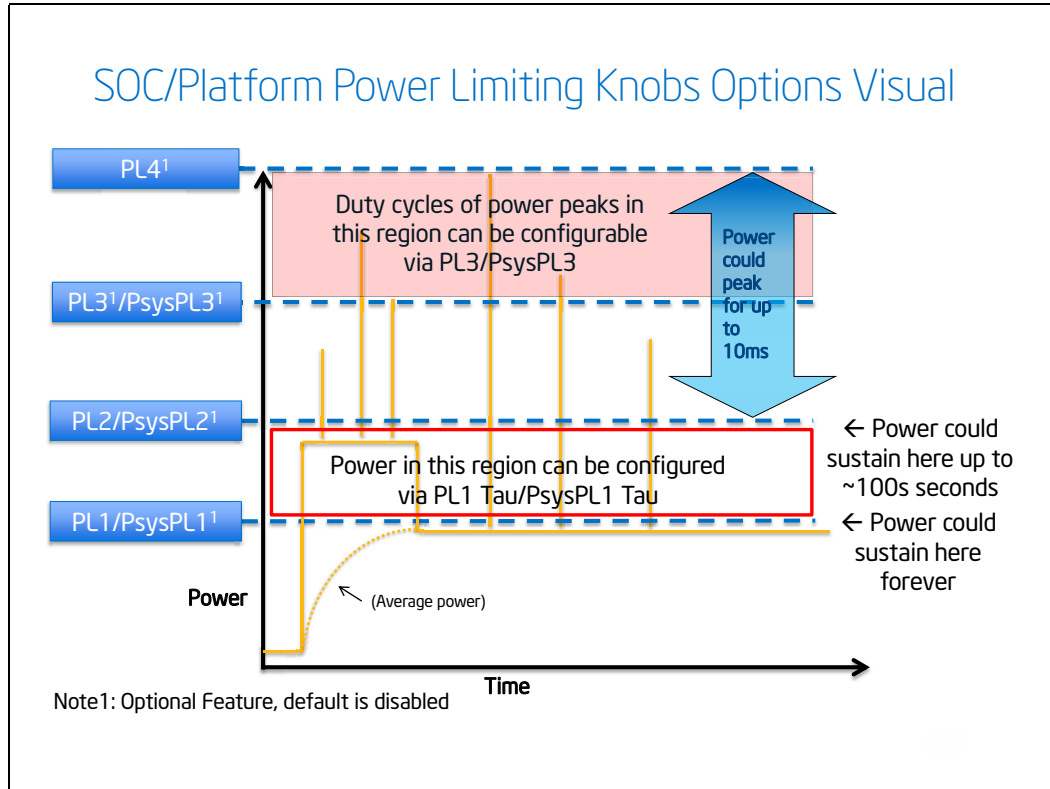 SOC/Platform Power Limiting Knobs Options Visual
PL4¹
Duty cycles of power peaks in
this region can be configurable
via PL3/PsysPL3
Power
could
peak
for up
to
10ms
PL3¹/PsysPL3¹
PL2/PsysPL2¹
← Power could
sustain here up to
~100s seconds
Power in this region can be configured
via PL1 Tau/PsysPL1 Tau
PL1/PsysPL1¹
← Power could
sustain here
forever
Power
(Average power)
Time
Note1: Optional Feature, default is disabled